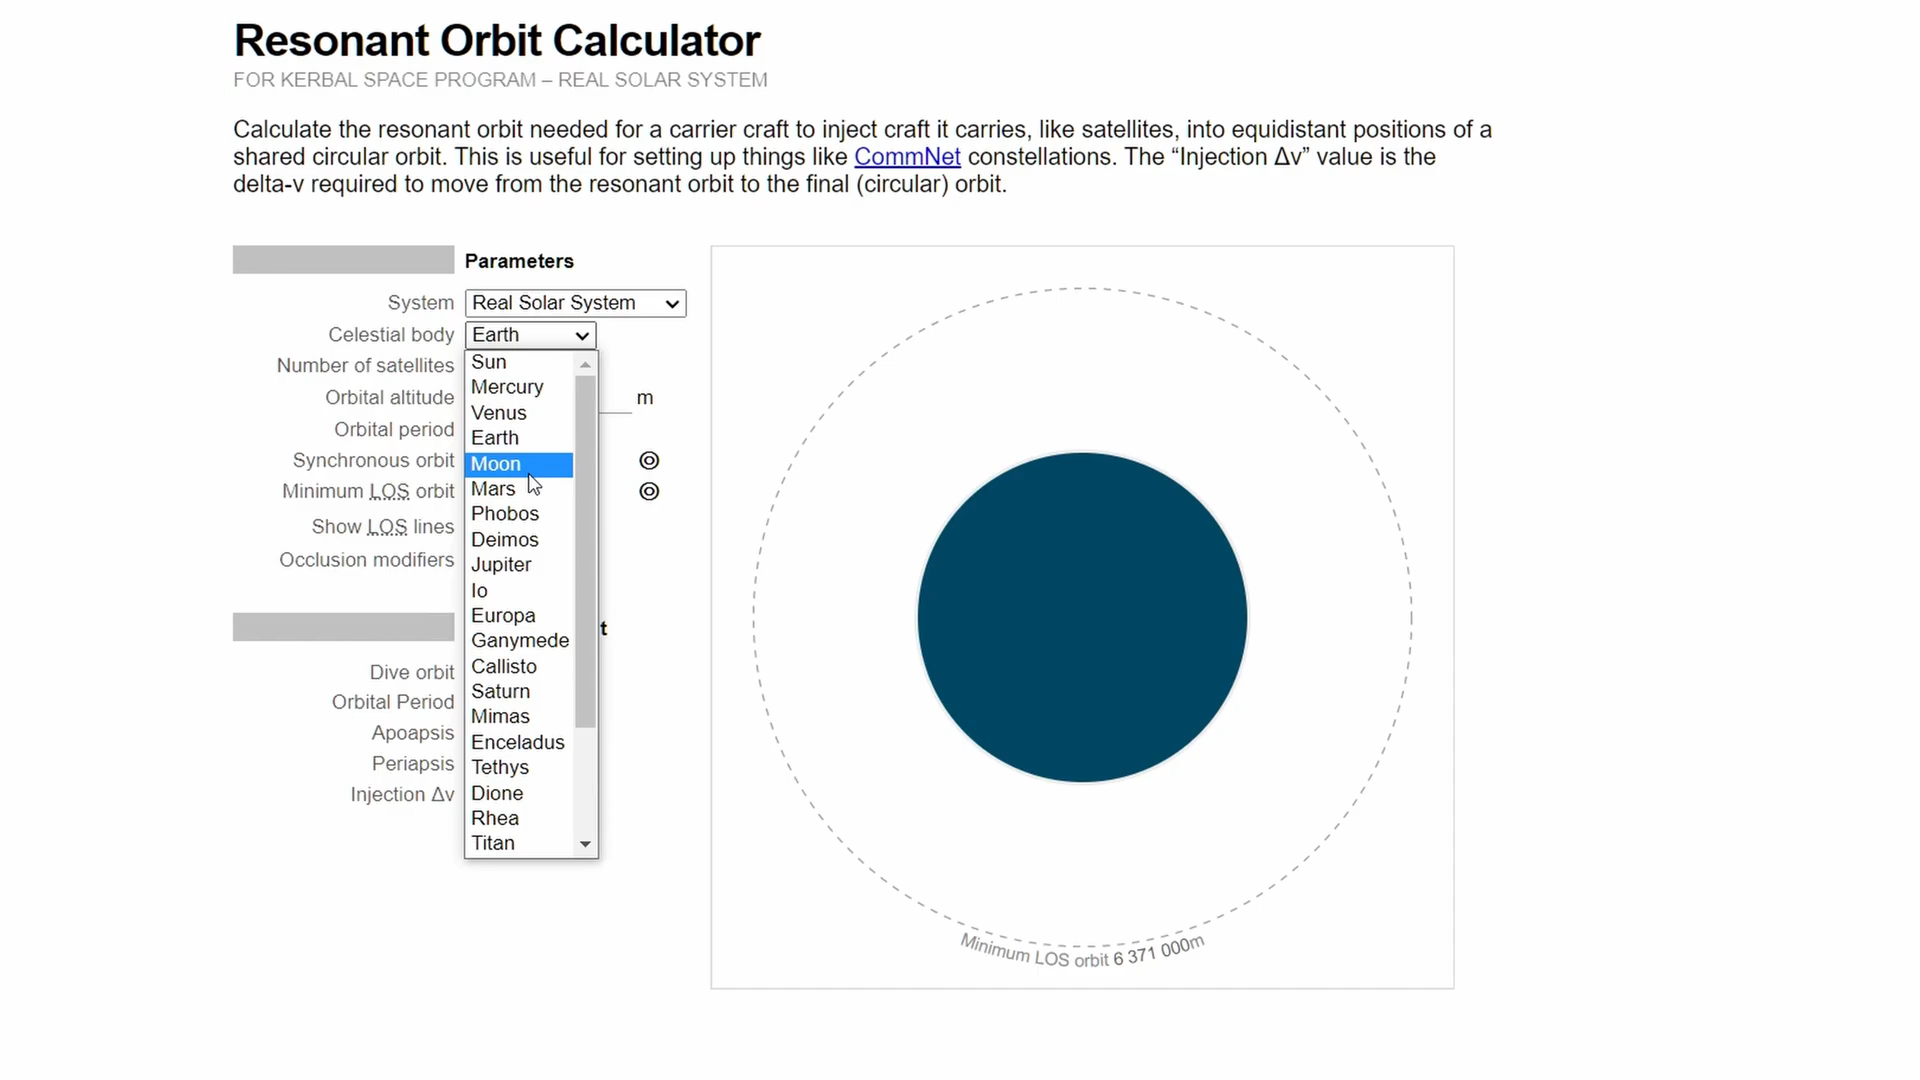 Resonant Orbit Calculator
FOR KERBAL SPACE PROGRAM – REAL SOLAR SYSTEM
Calculate the resonant orbit needed for a carrier craft to inject craft it carries, like satellites, into equidistant positions of a
shared circular orbit. This is useful for setting up things like CommNet constellations. The “Injection Δv” value is the
delta-v required to move from the resonant orbit to the final (circular) orbit.
Parameters
System Real Solar System
Celestial body Earth
Number of satellites
Orbital altitude m
Orbital period
Synchronous orbit
Minimum LOS orbit
Show LOS lines
Occlusion modifiers
t
Dive orbit
Orbital Period
Apoapsis
Periapsis
Injection Δv
Sun
Mercury
Venus
Earth
Moon
Mars
Phobos
Deimos
Jupiter
Io
Europa
Ganymede
Callisto
Saturn
Mimas
Enceladus
Tethys
Dione
Rhea
Titan
Minimum LOS orbit 6 371 000m